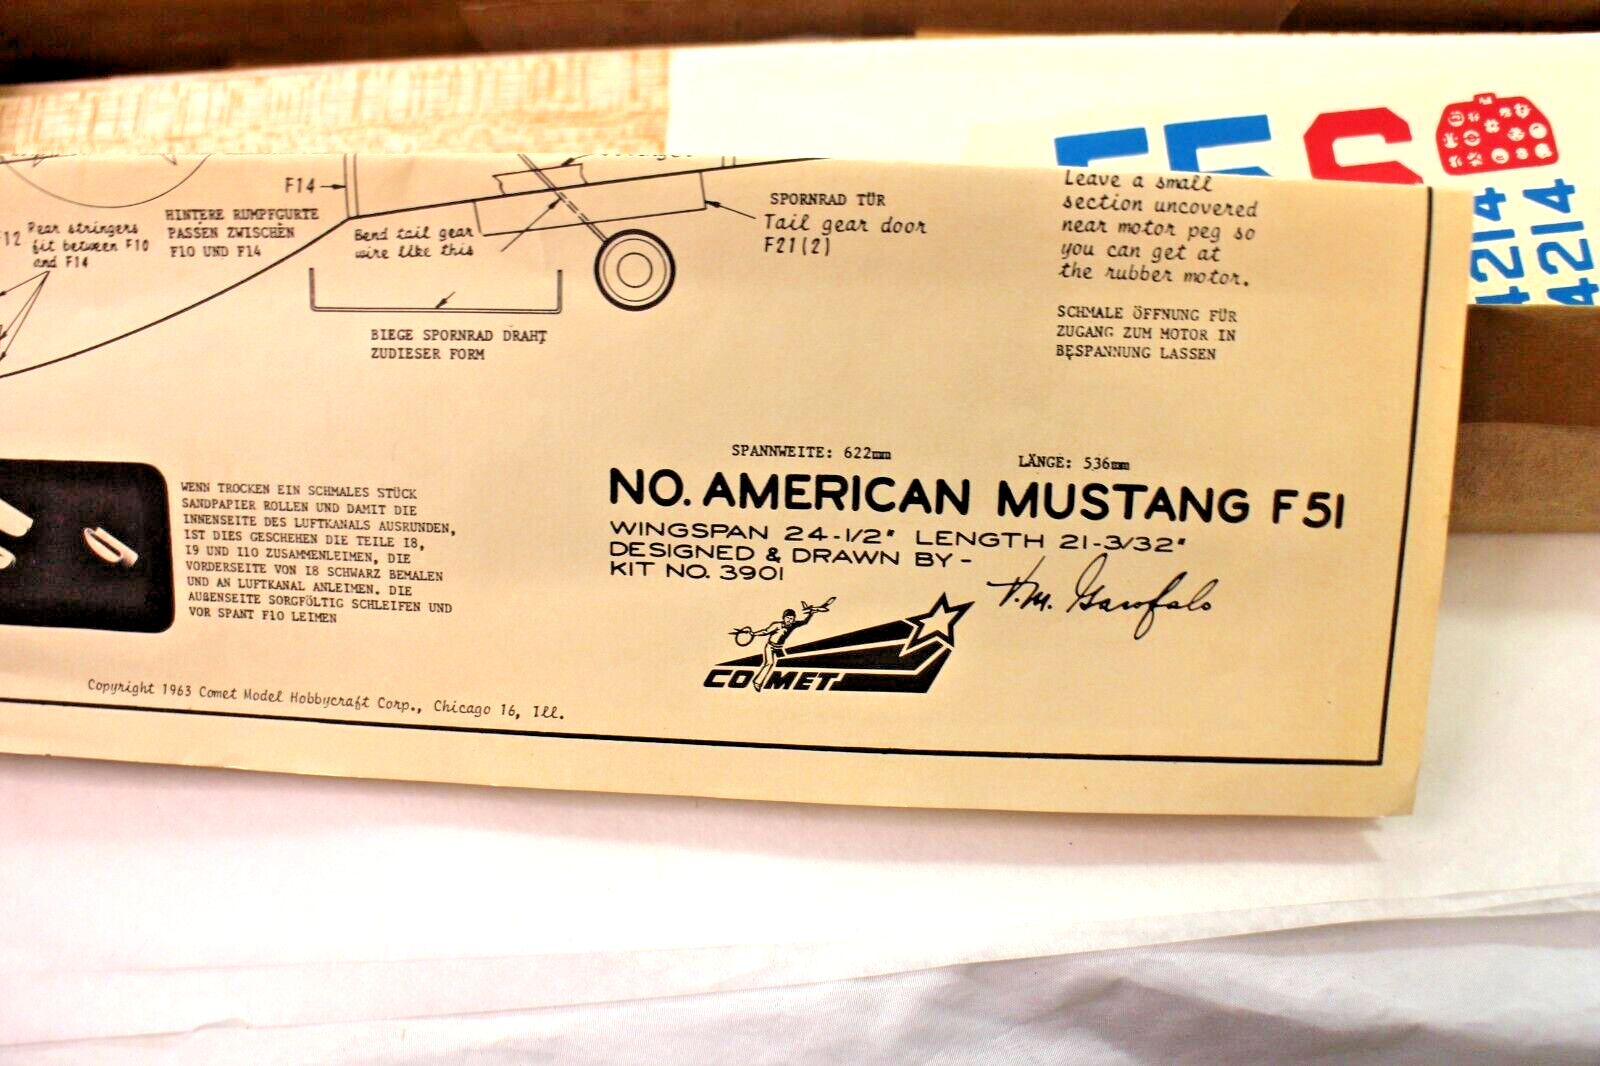 F14
SPORNRAD TÜR
Tail gear door
F21(2)
Leave a small
section uncovered
near motor peg so
you can get at
the rubber motor.
SCHMALE ÖFFNUNG FÜR
ZUGANG ZUM MOTOR IN
BESPANNUNG LASSEN
4214
4214
F12
Rear stringers
fit between F10
and F14
HINTERE RUMPFGURTE
PASSEN ZWISCHEN
F10 UND F14
Bend tail gear
wire like this
BIEGE SPORNRAD DRAHT
ZUDIESER FORM
WENN TROCKEN EIN SCHMALES STÜCK
SANDPAPIER ROLLEN UND DAMIT DIE
INNENSEITE DES LUFTKANALS AUSRUNDEN,
IST DIES GESCHEHEN DIE TEILE I8,
I9 UND I10 ZUSAMMENLEIMEN, DIE
VORDERSEITE VON I8 SCHWARZ BEMALEN
UND AN LUFTKANAL ANLEIMEN. DIE
AUßENSEITE SORGFÖLTIG SCHLEIFEN UND
VOR SPANT F10 LEIMEN
SPANNWEITE: 622mm
LÄNGE: 536mm
NO. AMERICAN MUSTANG F51
WINGSPAN 24-1/2" LENGTH 21-3/32"
DESIGNED & DRAWN BY -
KIT NO. 3901
Garofalo
COMET
Copyright 1963 Comet Model Hobbycraft Corp., Chicago 16, Ill.